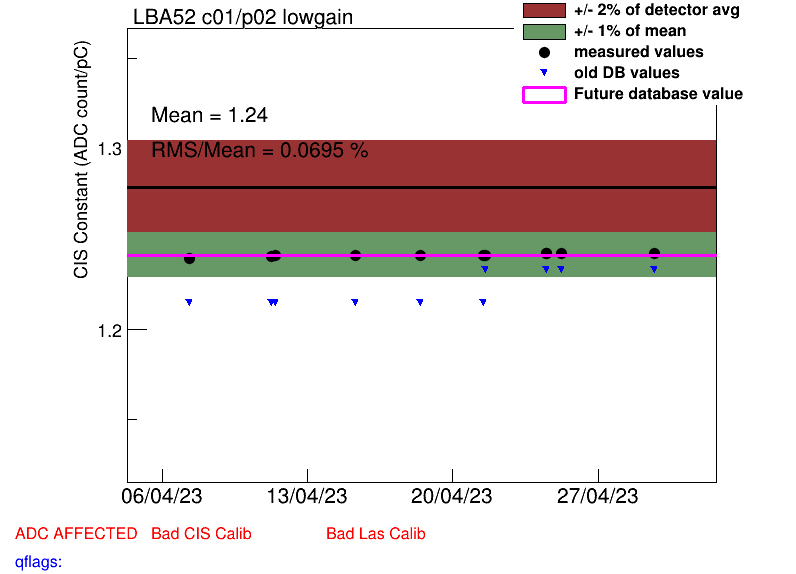 LBA52 c01/p02 lowgain
+/- 2% of detector avg
+/- 1% of mean
measured values
old DB values
Future database value
CIS Constant (ADC count/pC)
Mean = 1.24
RMS/Mean = 0.0695 %
1.3
1.2
06/04/23 13/04/23 20/04/23 27/04/23
ADC AFFECTED Bad CIS Calib Bad Las Calib
qflags: